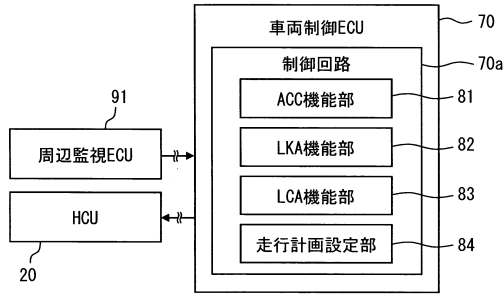 車両制御ECU
70
制御回路
70a
ACC機能部
81
91
周辺監視ECU
LKA機能部
82
HCU
LCA機能部
83
20
走行計画設定部
84